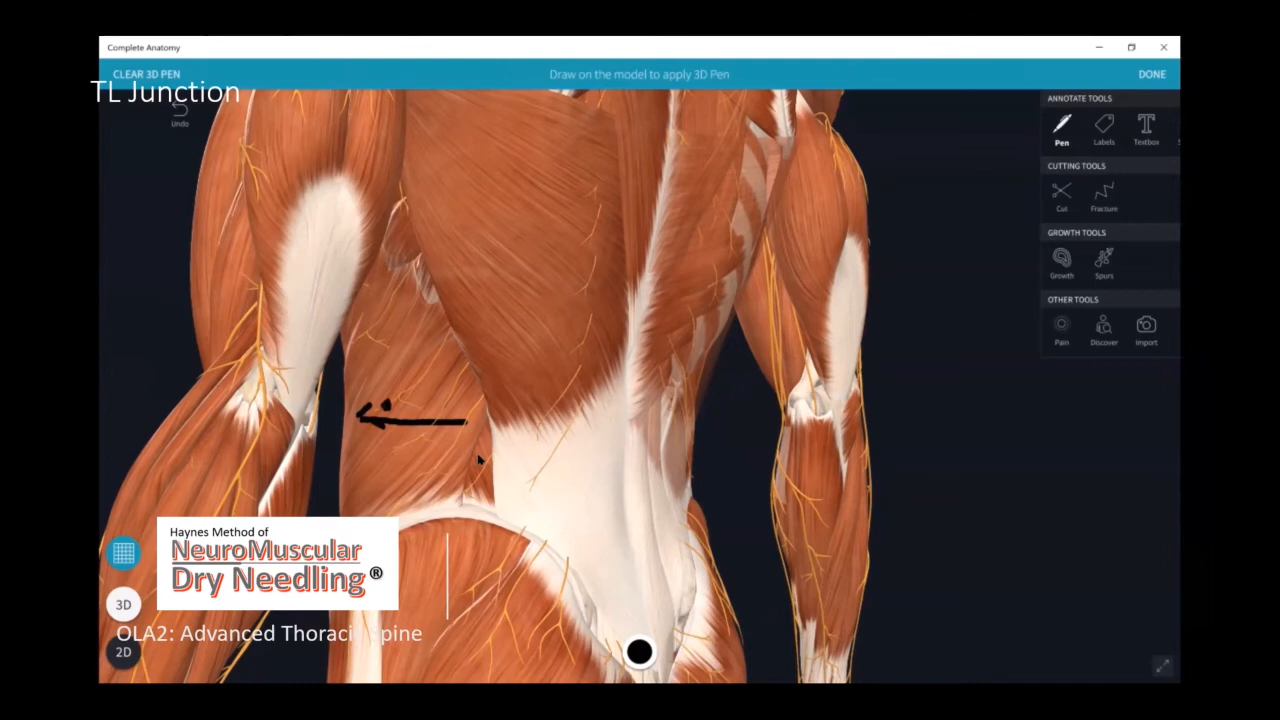 Complete Anatomy
CLEAR 3D PEN
Draw on the model to apply 3D Pen
DONE
TL Junction
Undo
ANNOTATE TOOLS
Pen
Labels
Textbox
CUTTING TOOLS
Cut
Fracture
GROWTH TOOLS
Growth
Spurs
OTHER TOOLS
Pain
Discover
Import
Haynes Method of
NeuroMuscular
Dry Needling®
3D
OLA2: Advanced Thoracic Spine
2D